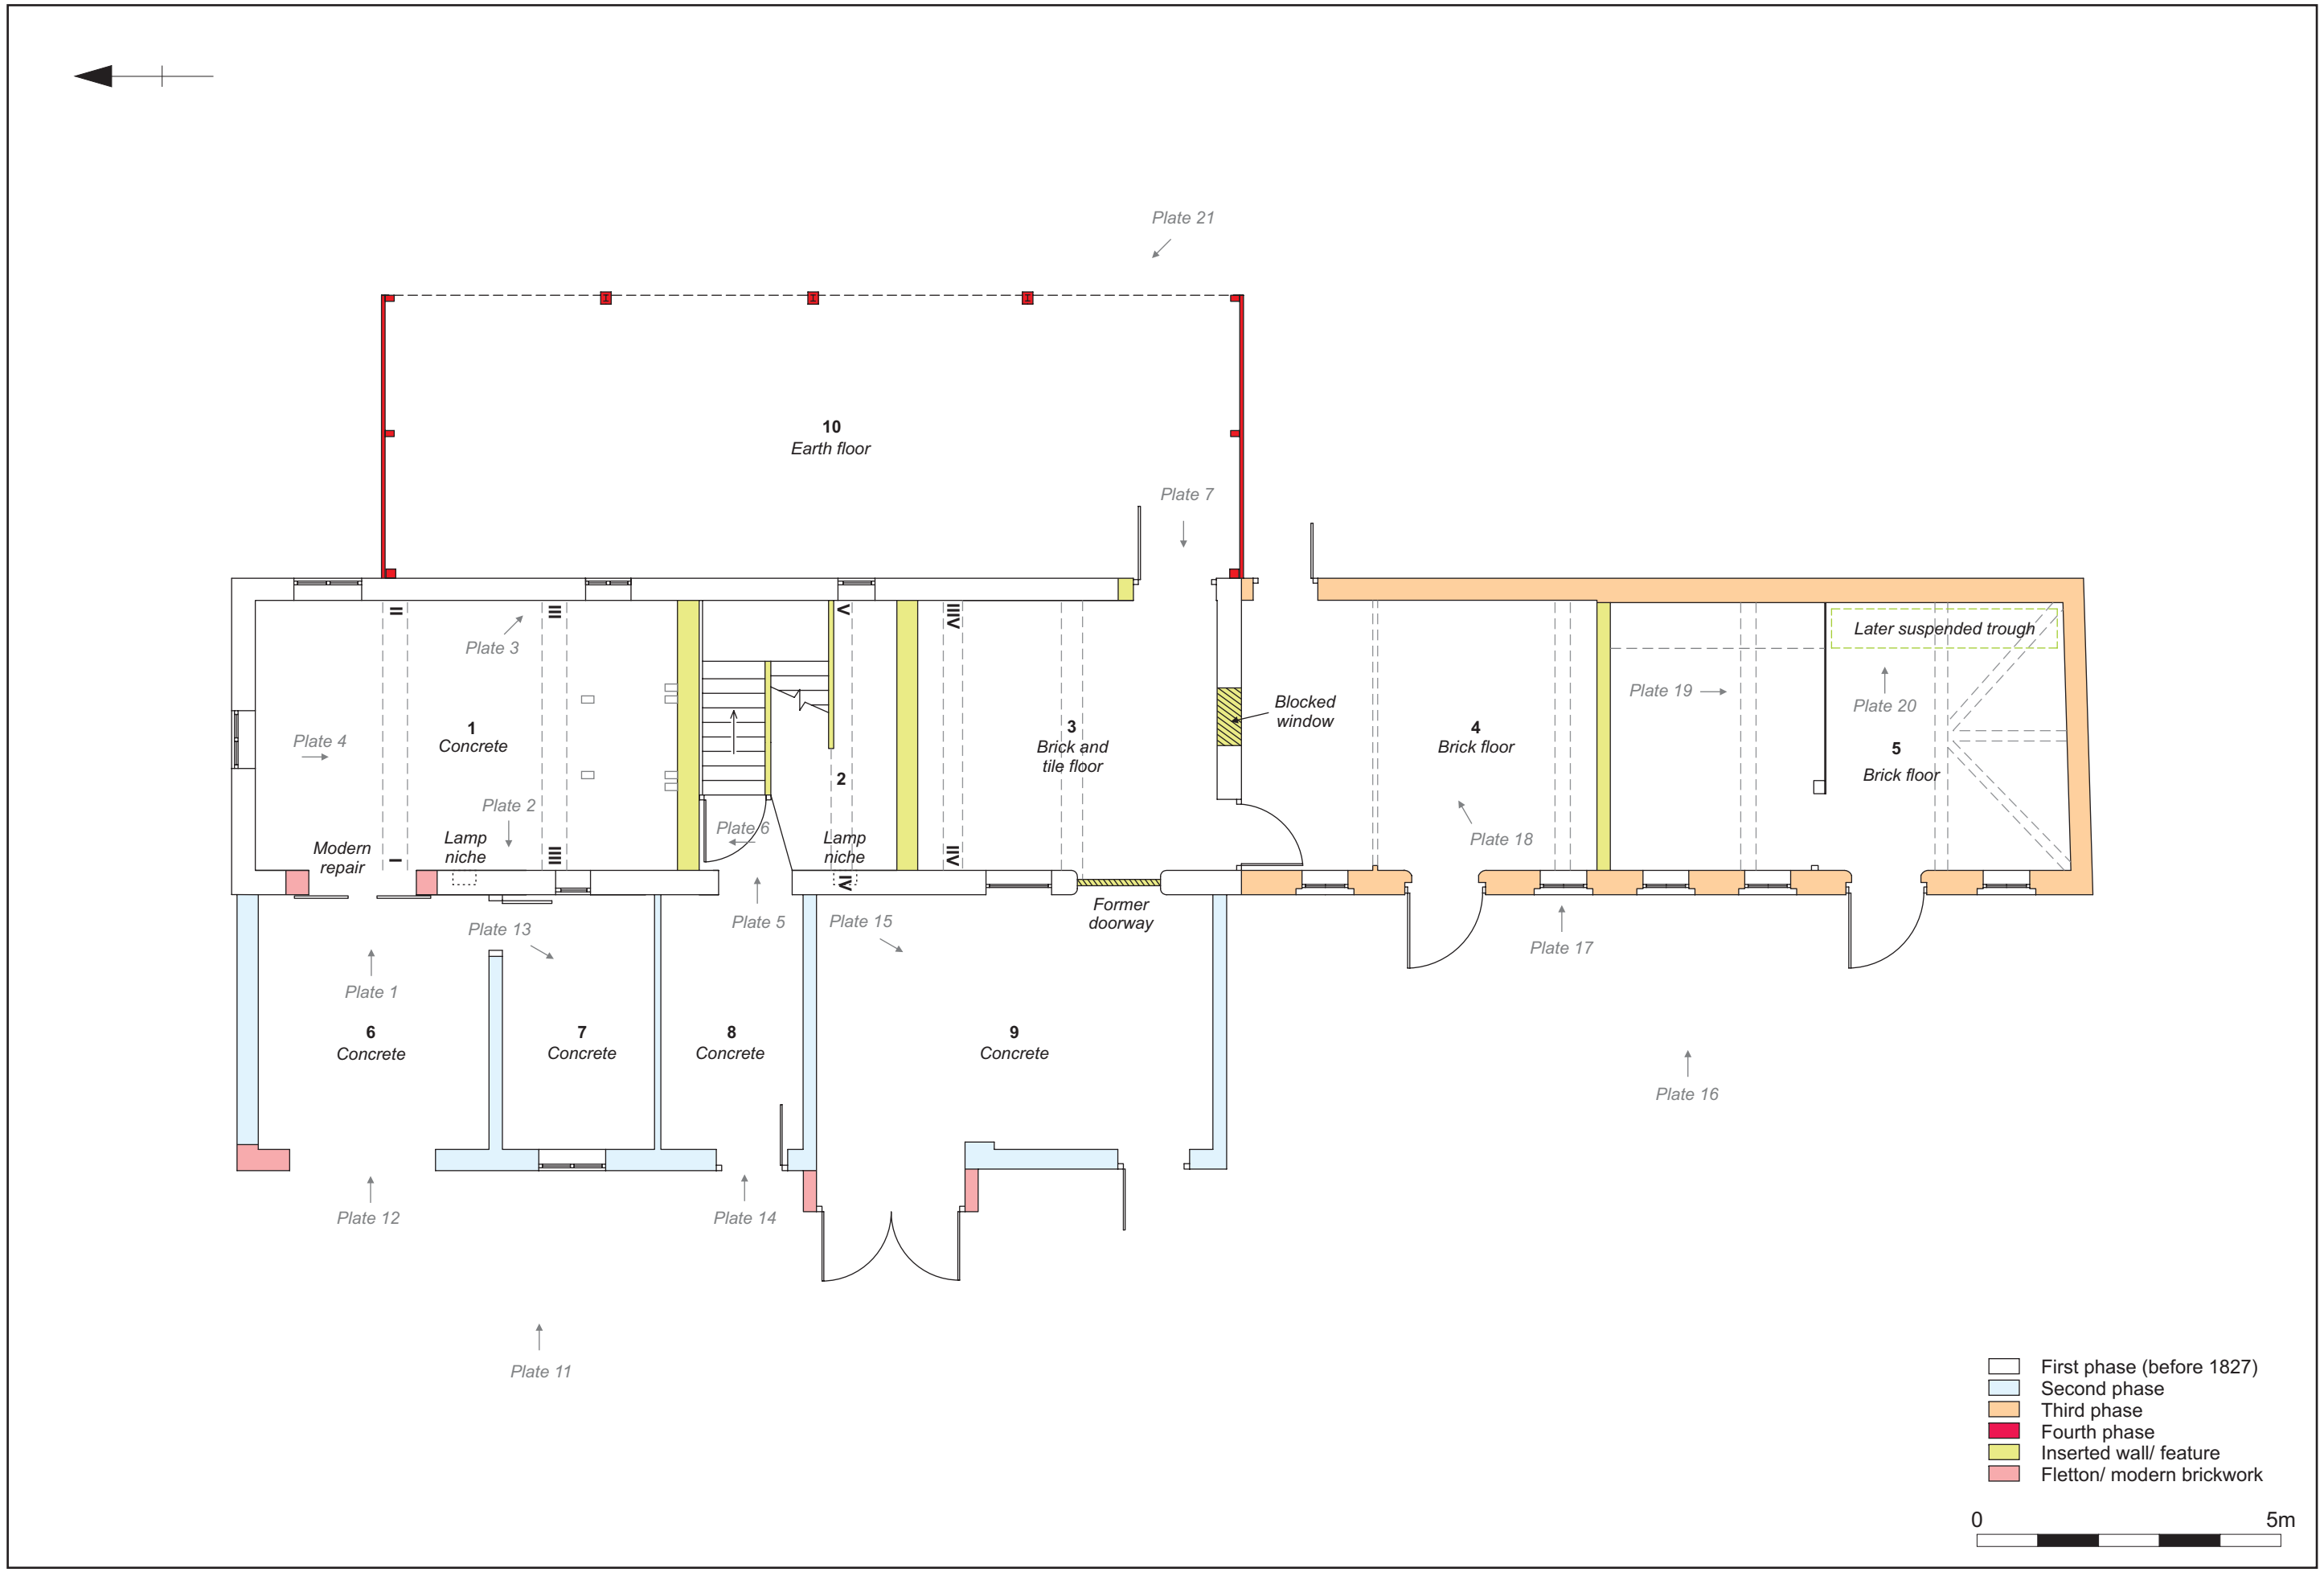 Plate 21
Plate 7
10
Earth floor
II
III
V
IIIV
Plate 3
Later suspended trough
Plate 19
Plate 20
Blocked
window
Plate 4
1
Concrete
3
Brick and
tile floor
4
Brick floor
5
Brick floor
2
Plate 2
Plate 6
Plate 18
Modern
repair
Lamp
niche
Lamp
niche
I
IIII
IV
IIV
Former
doorway
Plate 13
Plate 5
Plate 15
Plate 17
Plate 1
6
Concrete
7
Concrete
8
Concrete
9
Concrete
Plate 16
Plate 12
Plate 14
Plate 11
First phase (before 1827)
Second phase
Third phase
Fourth phase
Inserted wall/ feature
Fletton/ modern brickwork
0 5m